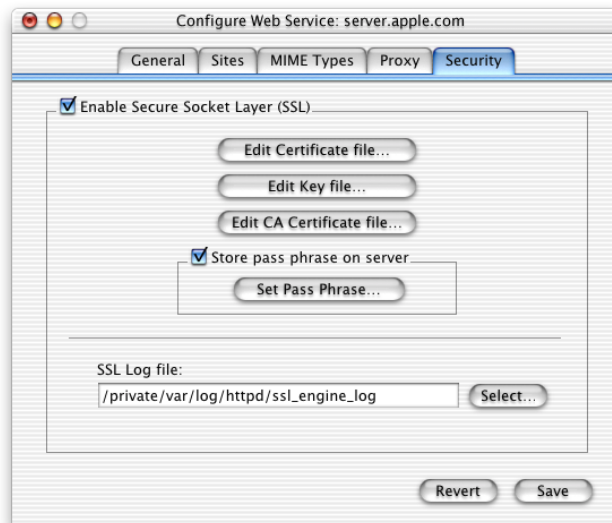 Configure Web Service: server.apple.com
General Sites MIME Types Proxy Security
Enable Secure Socket Layer (SSL)
Edit Certificate file...
Edit Key file...
Edit CA Certificate file...
Store pass phrase on server
Set Pass Phrase...
SSL Log file:
/private/var/log/httpd/ssl_engine_log Select...
Revert Save